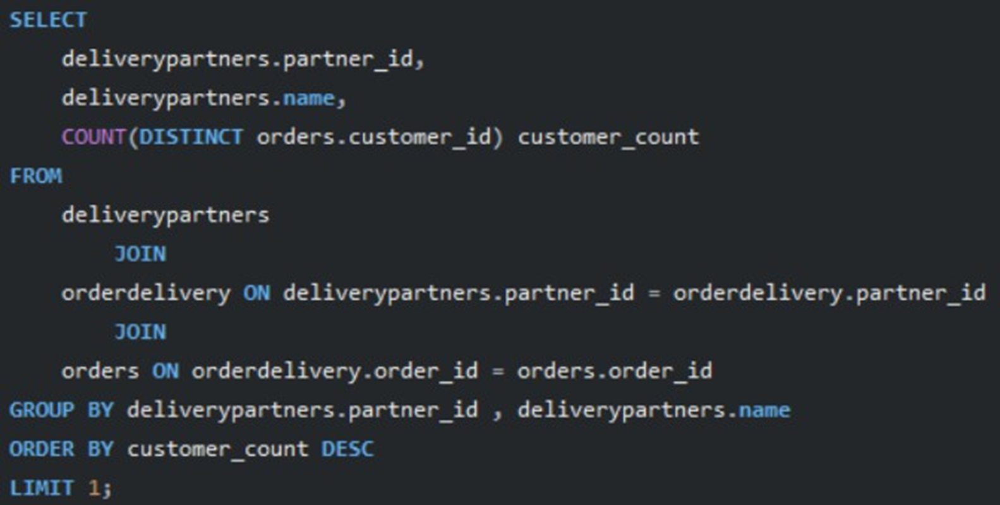 SELECT
    deliverypartners.partner_id,
    deliverypartners.name,
    COUNT(DISTINCT orders.customer_id) customer_count
FROM
    deliverypartners
        JOIN
    orderdelivery ON deliverypartners.partner_id = orderdelivery.partner_id
        JOIN
    orders ON orderdelivery.order_id = orders.order_id
GROUP BY deliverypartners.partner_id , deliverypartners.name
ORDER BY customer_count DESC
LIMIT 1;